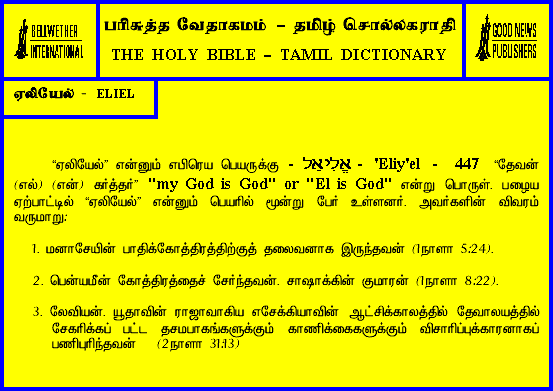 BELLWETHER
INTERNATIONAL
பரிசுத்த வேதாகமம் – தமிழ் சொல்லகராதி
THE HOLY BIBLE – TAMIL DICTIONARY
GOOD NEWS
PUBLISHERS
ஏலியேல் - ELIEL
“ஏலியேல்” என்னும் எபிரெய பெயருக்கு - אֱלִיאֵל - 'Eliy'el - 447 “தேவன்
(எல்) (என்) கர்த்தர்” "my God is God" or "El is God" என்று பொருள். பழைய
ஏற்பாட்டில் “ஏலியேல்” என்னும் பெயரில் மூன்று பேர் உள்ளனர். அவர்களின் விவரம்
வருமாறு:
1. மனாசேயின் பாதிக்கோத்திரத்திற்குத் தலைவனாக இருந்தவன் (1நாளா 5:24).
2. பென்யமீன் கோத்திரத்தைச் சேர்ந்தவன். சாஷாக்கின் குமாரன் (1நாளா 8:22).
3. லேவியன். யூதாவின் ராஜாவாகிய எசேக்கியாவின் ஆட்சிக்காலத்தில் தேவாலயத்தில்
சேகரிக்கப் பட்ட தசமபாகங்களுக்கும் காணிக்கைகளுக்கும் விசாரிப்புக்காரனாகப்
பணிபுரிந்தவன் (2நாளா 31:13)